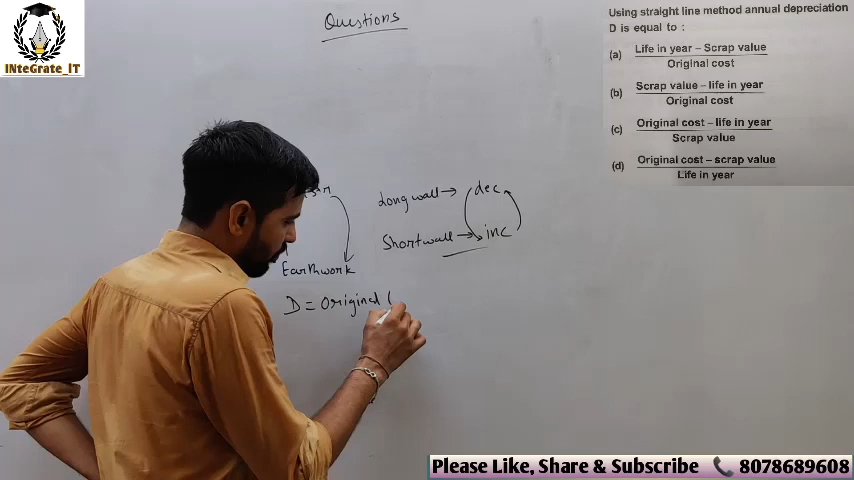 INteGrate_IT
Questions
Using straight line method annual depreciation
D is equal to :
(a) Life in year – Scrap value
Original cost
(b) Scrap value – life in year
Original cost
(c) Original cost – life in year
Scrap value
(d) Original cost – scrap value
Life in year
Long wall → dec
Short wall → inc
Earthwork
D = Original (
Please Like, Share & Subscribe 8078689608